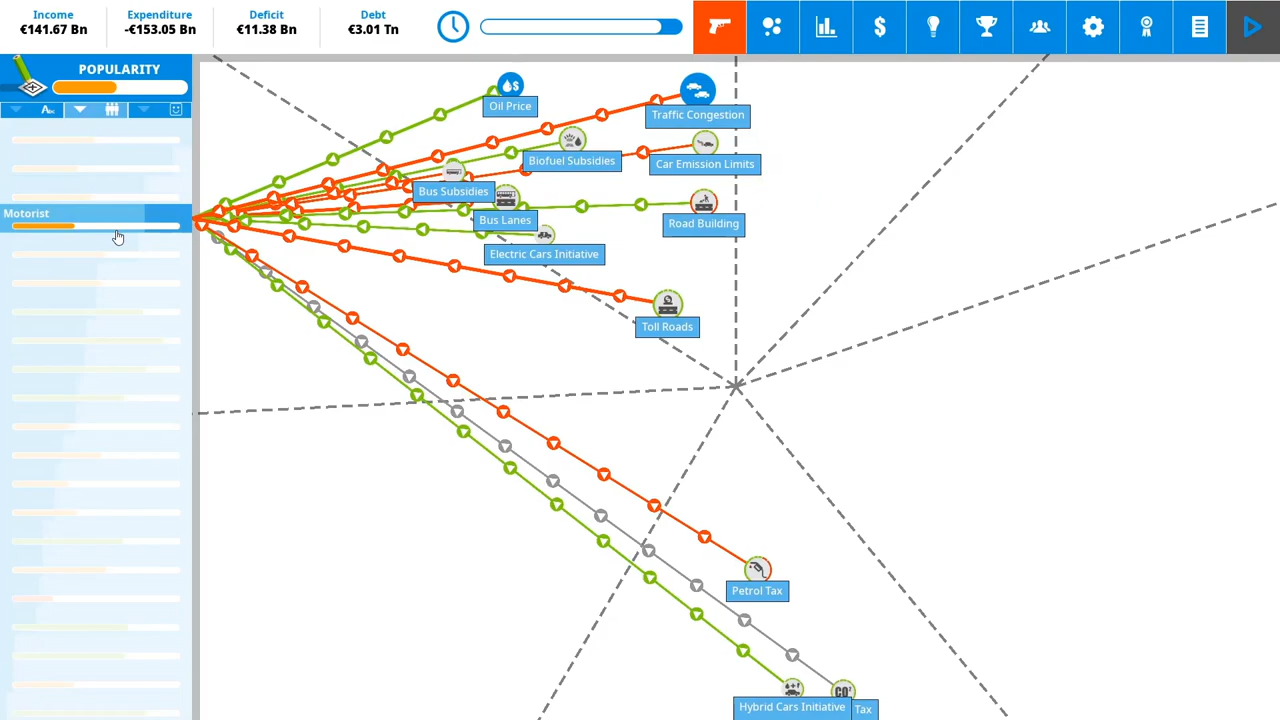 Income
€141.67 Bn
Expenditure
-€153.05 Bn
Deficit
€11.38 Bn
Debt
€3.01 Tn
$
POPULARITY
A
Motorist
Oil Price
Traffic Congestion
Biofuel Subsidies
Car Emission Limits
Bus Subsidies
Bus Lanes
Road Building
Electric Cars Initiative
Toll Roads
Petrol Tax
CO²
Hybrid Cars Initiative
Tax